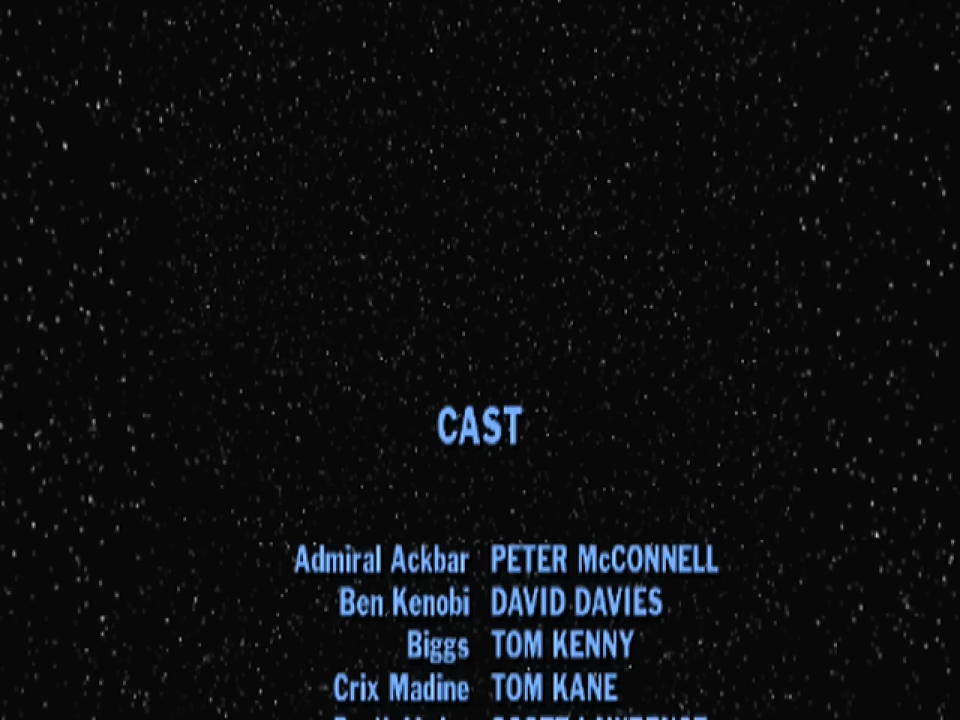 CAST
Admiral Ackbar PETER McCONNELL
Ben Kenobi DAVID DAVIES
Biggs TOM KENNY
Crix Madine TOM KANE